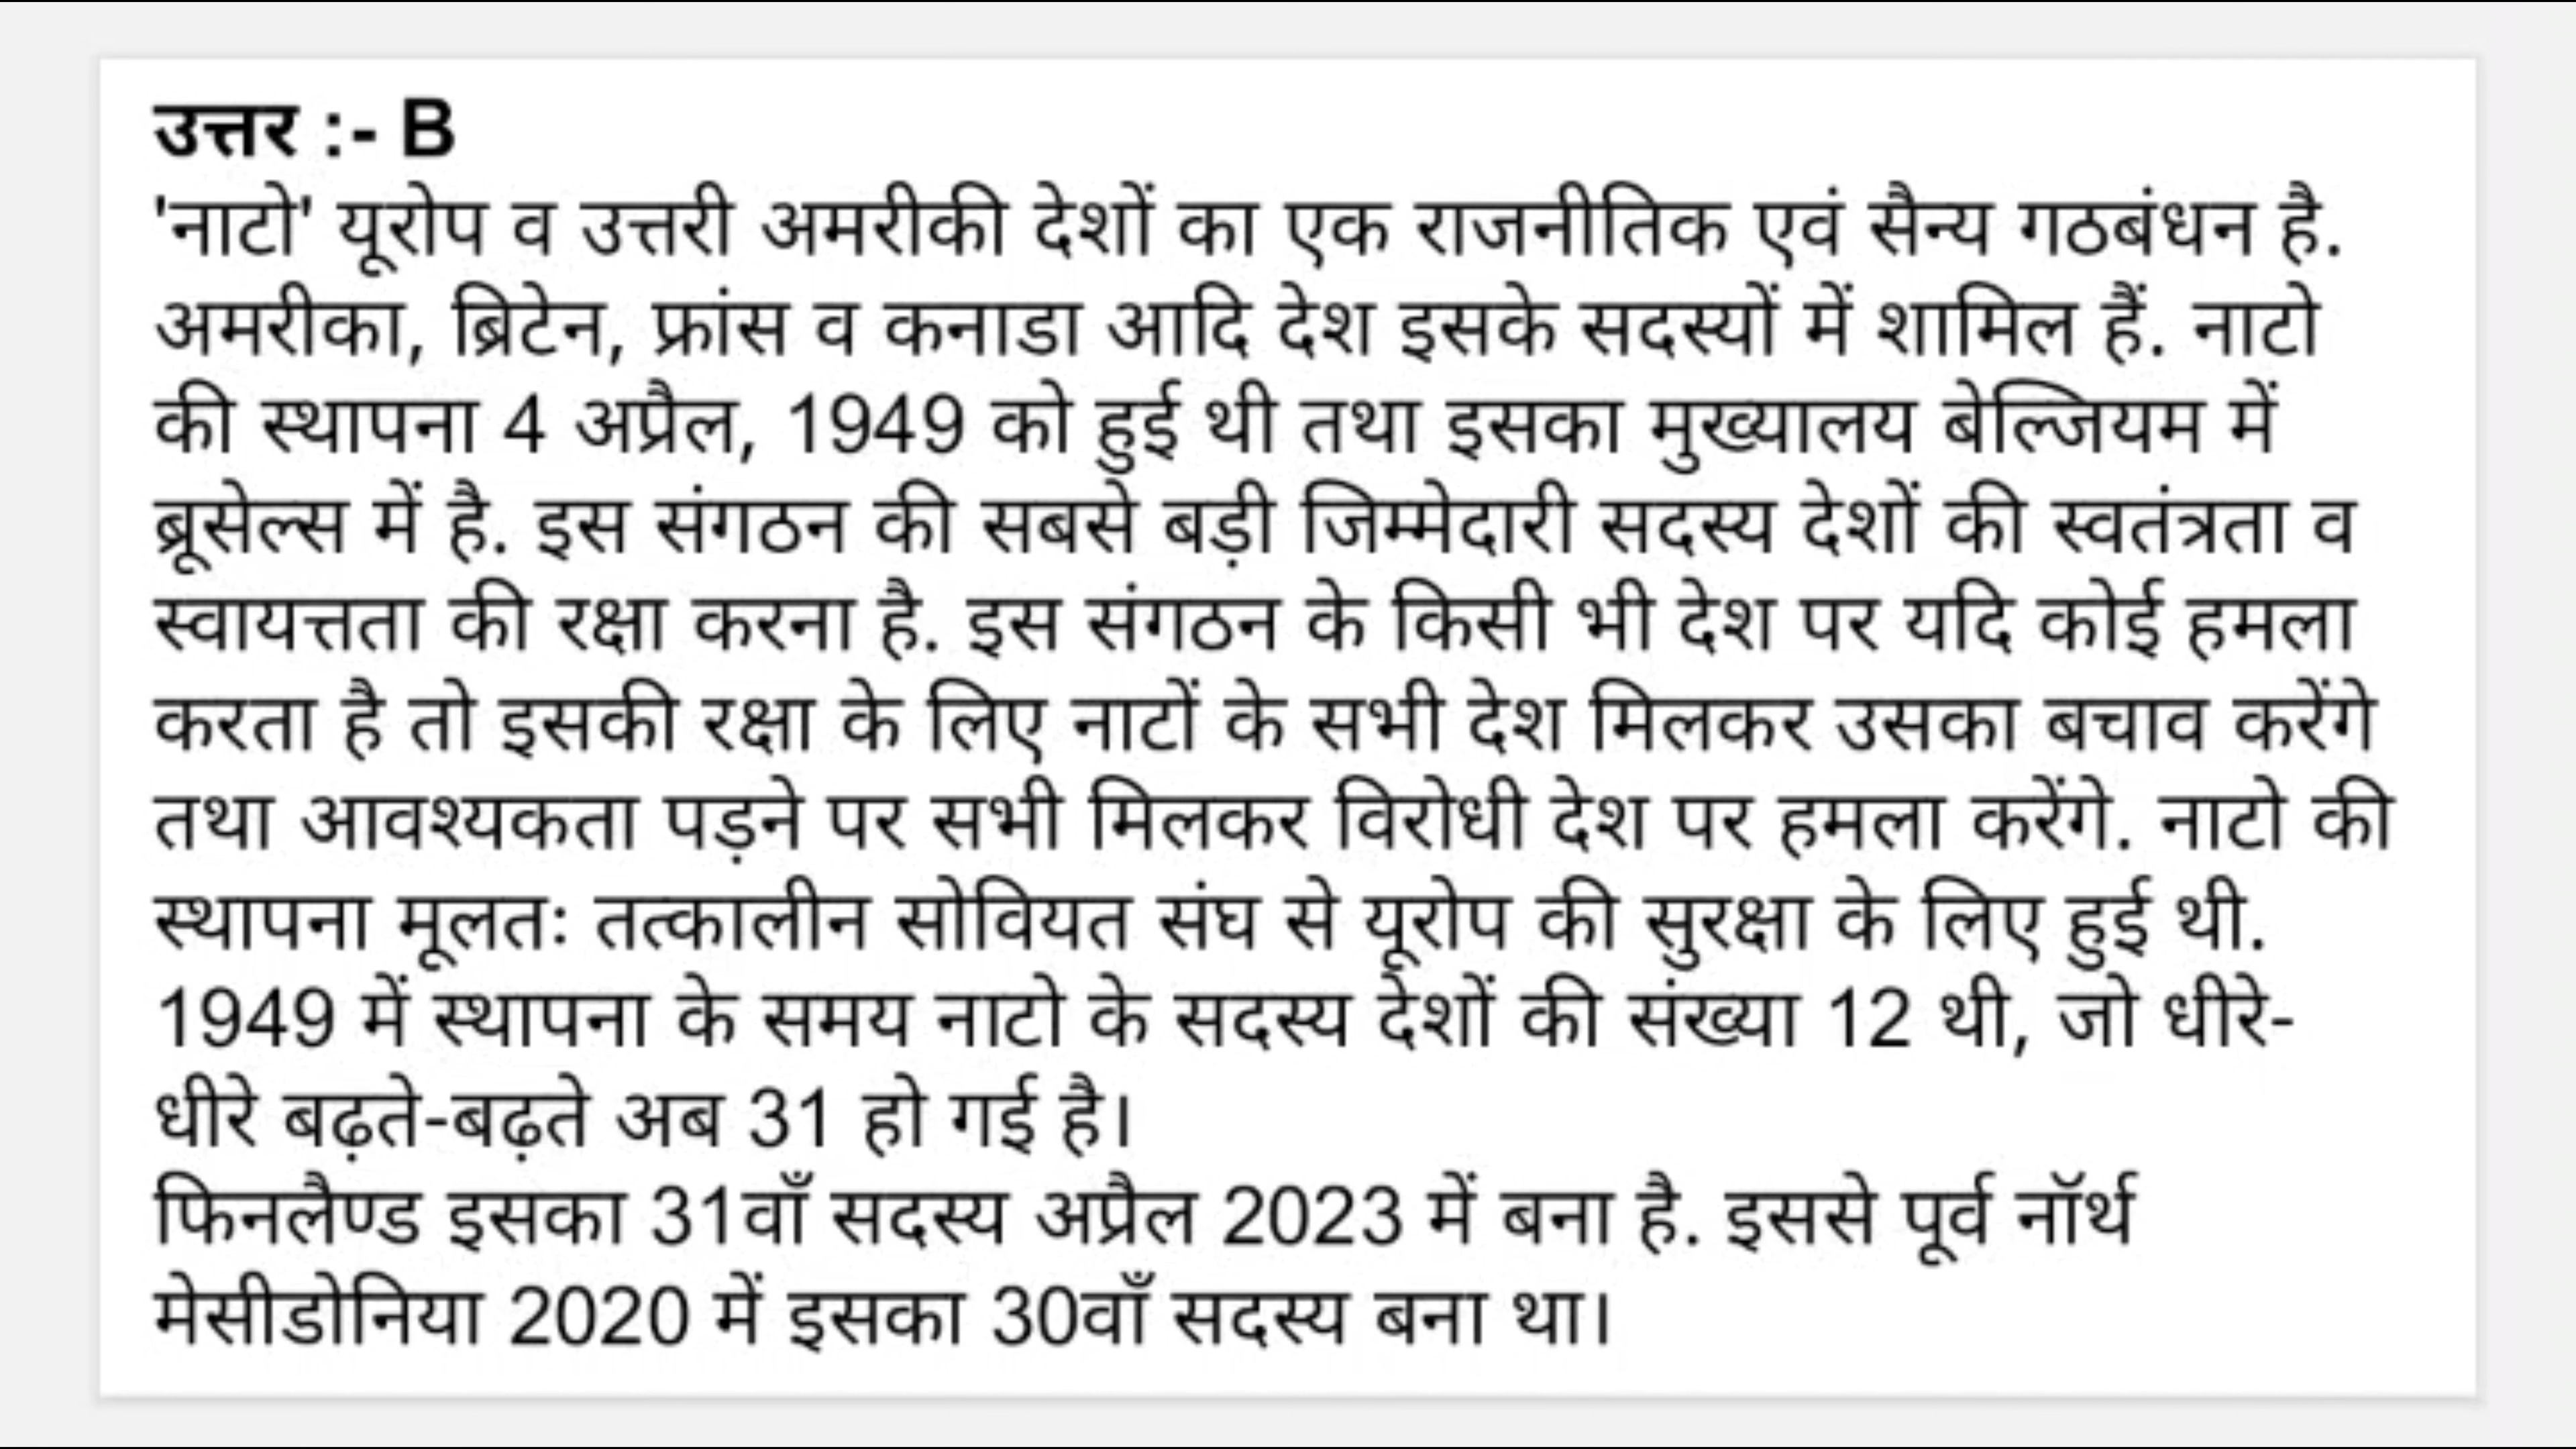 उत्तर :- B
'नाटो' यूरोप व उत्तरी अमरीकी देशों का एक राजनीतिक एवं सैन्य गठबंधन है.
अमरीका, ब्रिटेन, फ्रांस व कनाडा आदि देश इसके सदस्यों में शामिल हैं. नाटो
की स्थापना 4 अप्रैल, 1949 को हुई थी तथा इसका मुख्यालय बेल्जियम में
ब्रूसेल्स में है. इस संगठन की सबसे बड़ी जिम्मेदारी सदस्य देशों की स्वतंत्रता व
स्वायत्तता की रक्षा करना है. इस संगठन के किसी भी देश पर यदि कोई हमला
करता है तो इसकी रक्षा के लिए नाटों के सभी देश मिलकर उसका बचाव करेंगे
तथा आवश्यकता पड़ने पर सभी मिलकर विरोधी देश पर हमला करेंगे. नाटो की
स्थापना मूलतः तत्कालीन सोवियत संघ से यूरोप की सुरक्षा के लिए हुई थी.
1949 में स्थापना के समय नाटो के सदस्य देशों की संख्या 12 थी, जो धीरे-
धीरे बढ़ते-बढ़ते अब 31 हो गई है।
फिनलैण्ड इसका 31वाँ सदस्य अप्रैल 2023 में बना है. इससे पूर्व नॉर्थ
मेसीडोनिया 2020 में इसका 30वाँ सदस्य बना था।